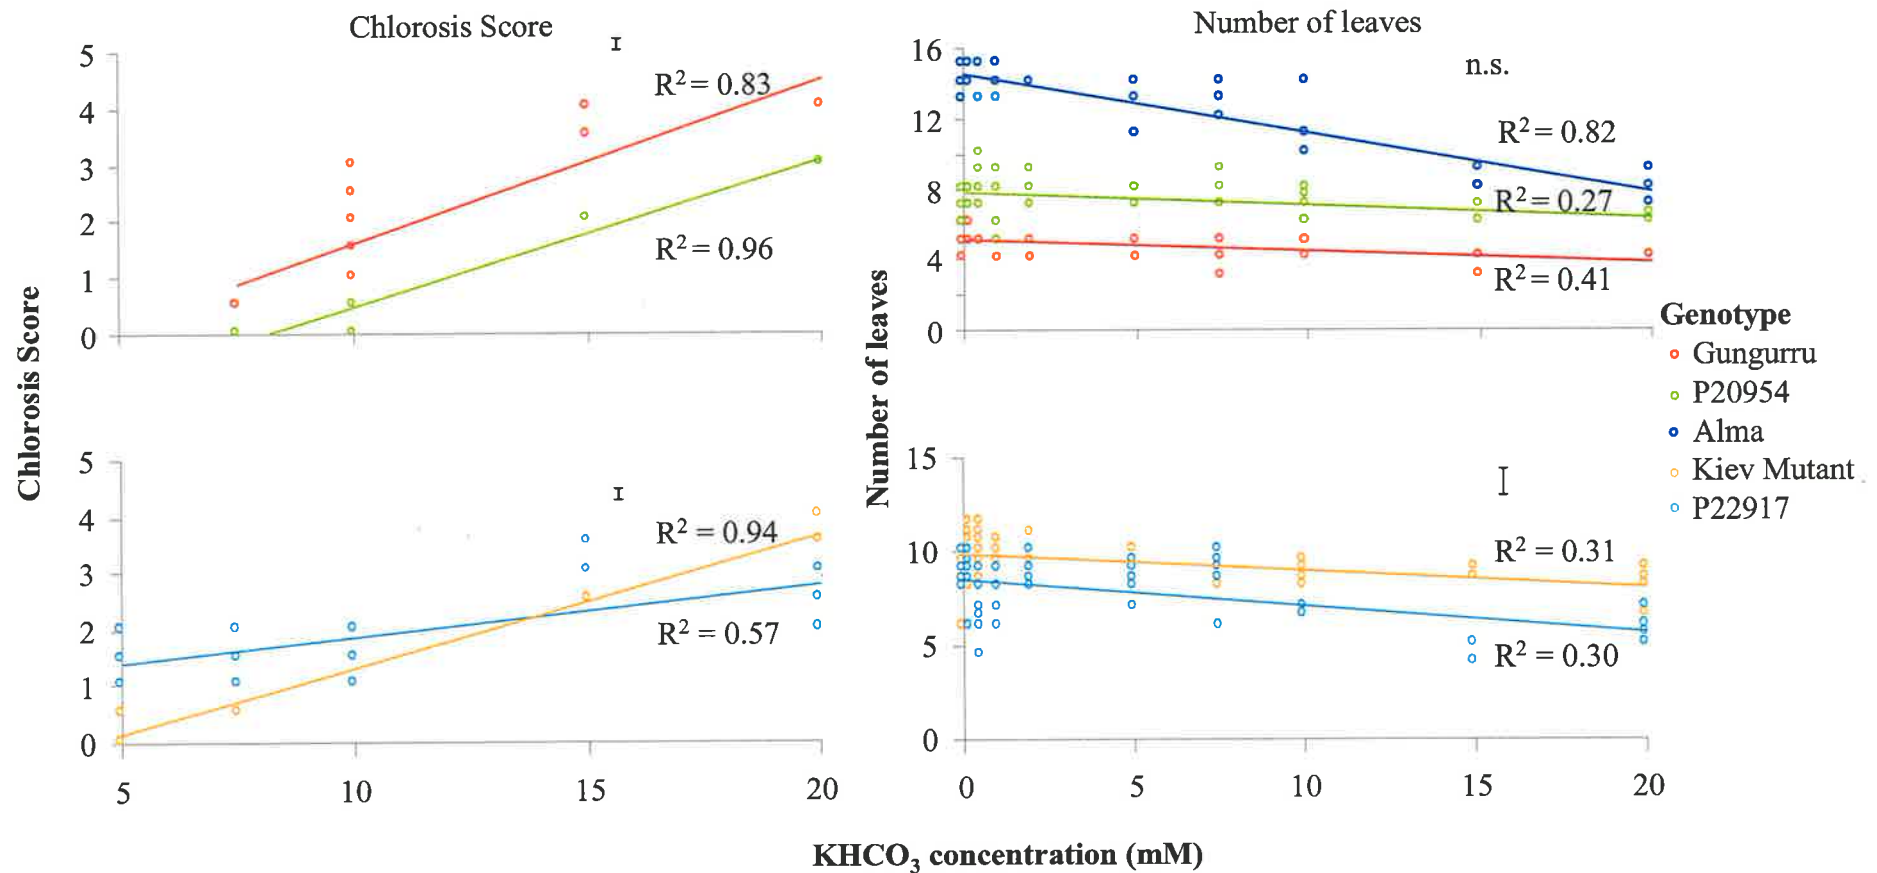 Chlorosis Score
Number of leaves
5
4
3
2
1
0
R² = 0.83
R² = 0.96
16
12
8
4
0
n.s.
R² = 0.82
R² = 0.27
R² = 0.41
Chlorosis Score
Number of leaves
Genotype
Gungurru
P20954
Alma
Kiev Mutant
P22917
5
4
3
2
1
0
R² = 0.94
R² = 0.57
5
10
15
20
15
10
5
0
R² = 0.31
R² = 0.30
0
5
10
15
20
KHCO₃ concentration (mM)